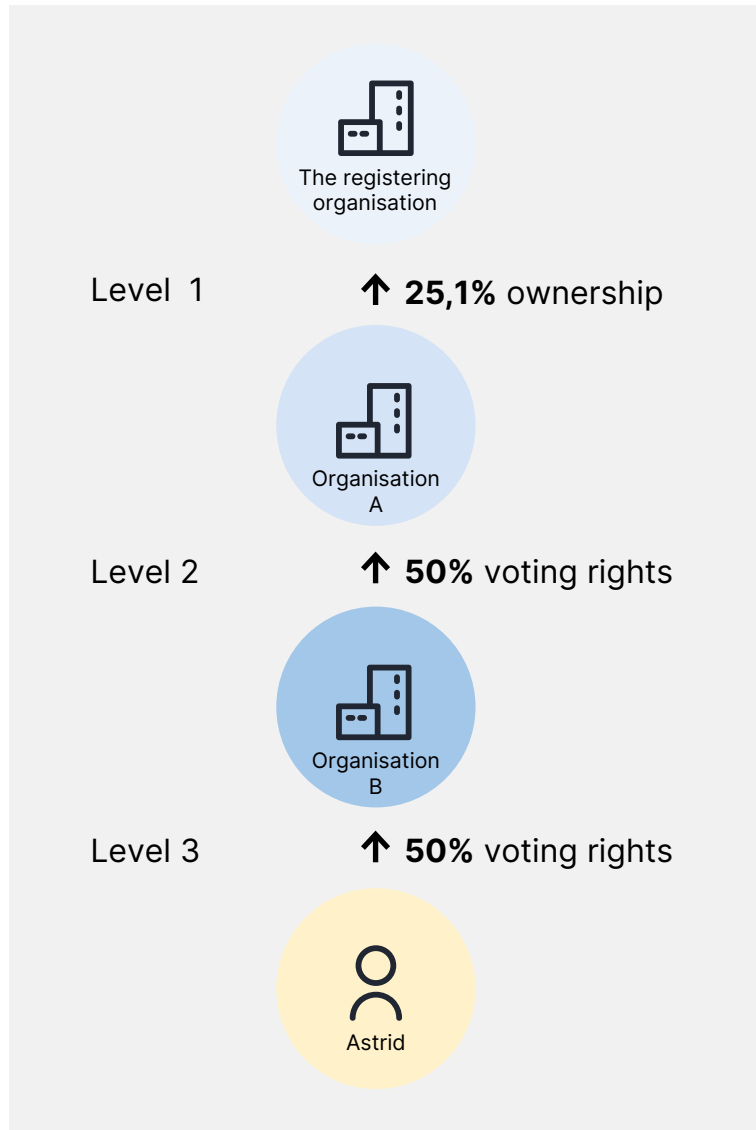 The registering
organisation
Level 1
25,1% ownership
Organisation
A
Level 2
50% voting rights
Organisation
B
Level 3
50% voting rights
Astrid